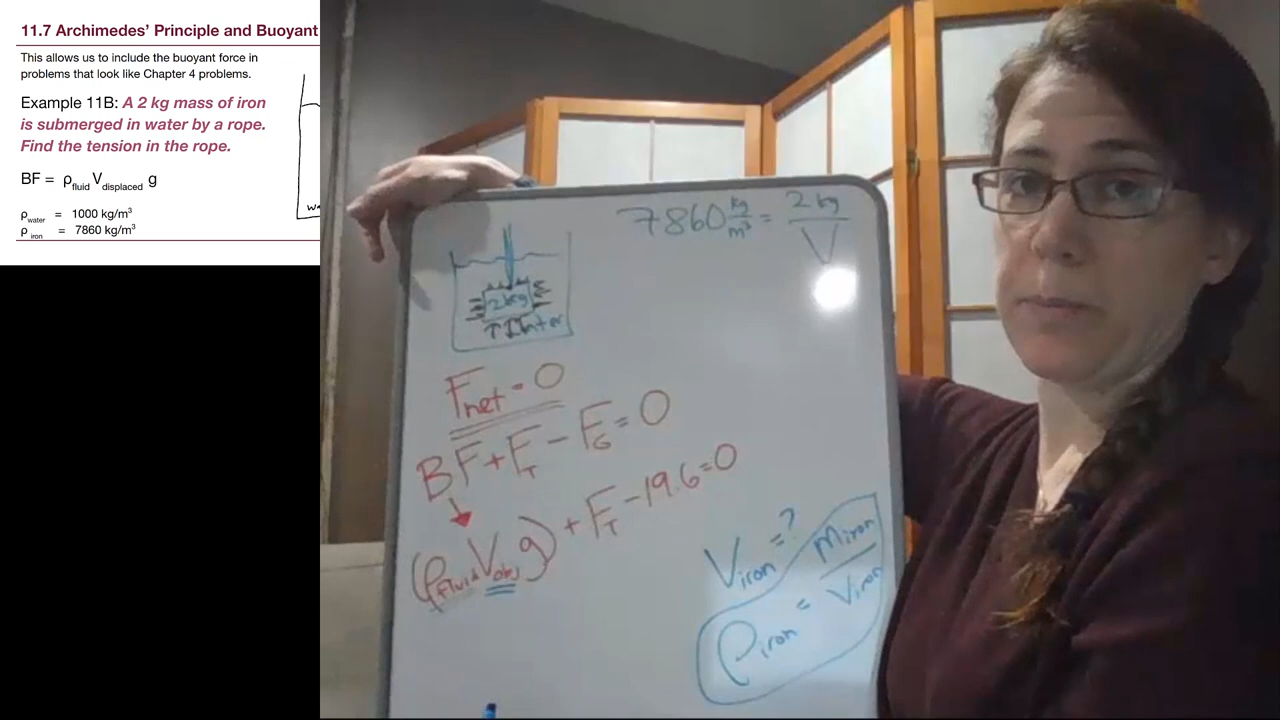 11.7 Archimedes' Principle and Buoyant
This allows us to include the buoyant force in
problems that look like Chapter 4 problems.
Example 11B: A 2 kg mass of iron
is submerged in water by a rope.
Find the tension in the rope.
BF = ρfluid Vdisplaced g
ρwater = 1000 kg/m³
ρiron = 7860 kg/m³
7860 kg/m³ = 2 kg/V
2 kg
Fnet = 0
BF + FT - FG = 0
(ρfluid Vobj g) + FT - 19.6 = 0
Viron = ?
ρiron = miron/Viron